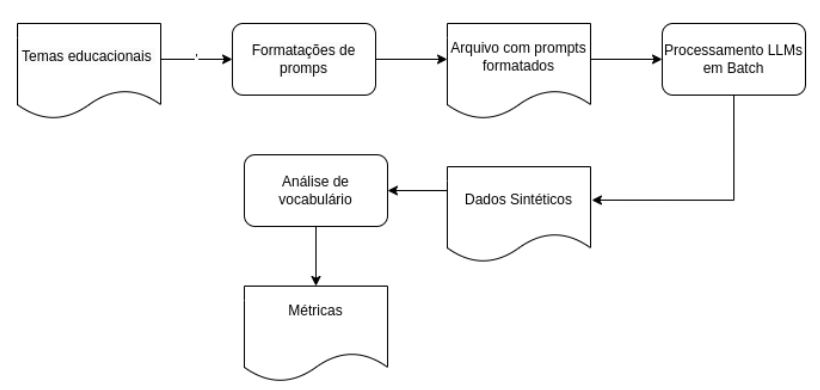 Temas educacionais
Formatações de
promps
Arquivo com prompts
formatados
Processamento LLMs
em Batch
Análise de
vocabulário
Dados Sintéticos
Métricas